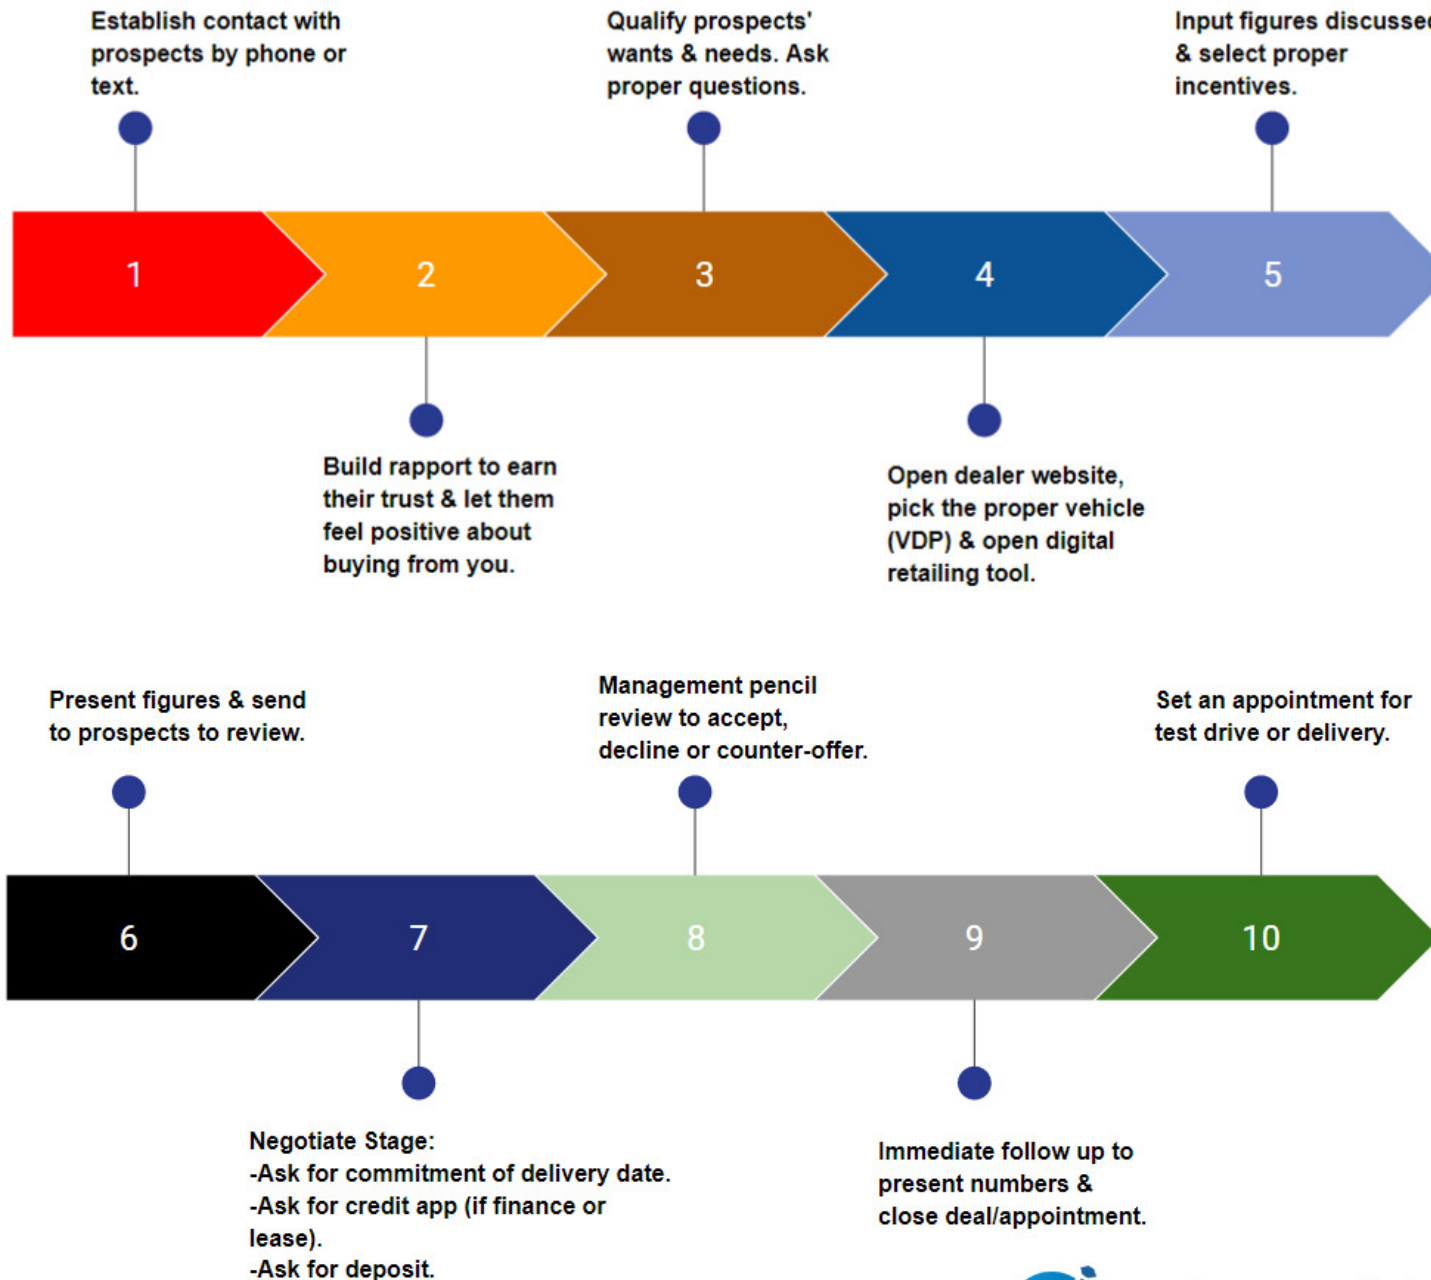 Establish contact with
prospects by phone or
text.
Qualify prospects'
wants & needs. Ask
proper questions.
Input figures discussed
& select proper
incentives.
1
2
3
4
5
Build rapport to earn
their trust & let them
feel positive about
buying from you.
Open dealer website,
pick the proper vehicle
(VDP) & open digital
retailing tool.
Present figures & send
to prospects to review.
Management pencil
review to accept,
decline or counter-offer.
Set an appointment for
test drive or delivery.
6
7
8
9
10
Negotiate Stage:
-Ask for commitment of delivery date.
-Ask for credit app (if finance or
lease).
-Ask for deposit.
Immediate follow up to
present numbers &
close deal/appointment.